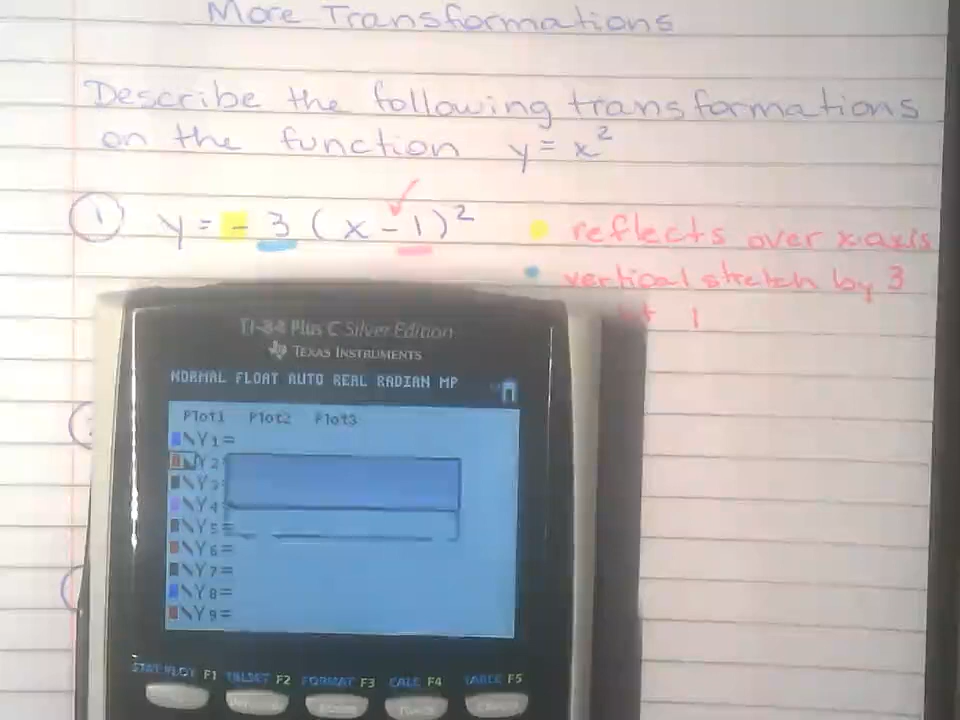 More Transformations
Describe the following transformations
on the function y = x²
① y = - 3 (x - 1)²
reflects over x axis
vertical stretch by 3
1
TI-84 Plus C Silver Edition
TEXAS INSTRUMENTS
NORMAL FLOAT AUTO REAL RADIAN MP
Plot1 Plot2 Plot3
\Y1=
\Y2
\Y3
\Y4
\Y5=
\Y6=
\Y7=
\Y8=
\Y9=
STAT PLOT F1 TBLSET F2 FORMAT F3 CALC F4 TABLE F5